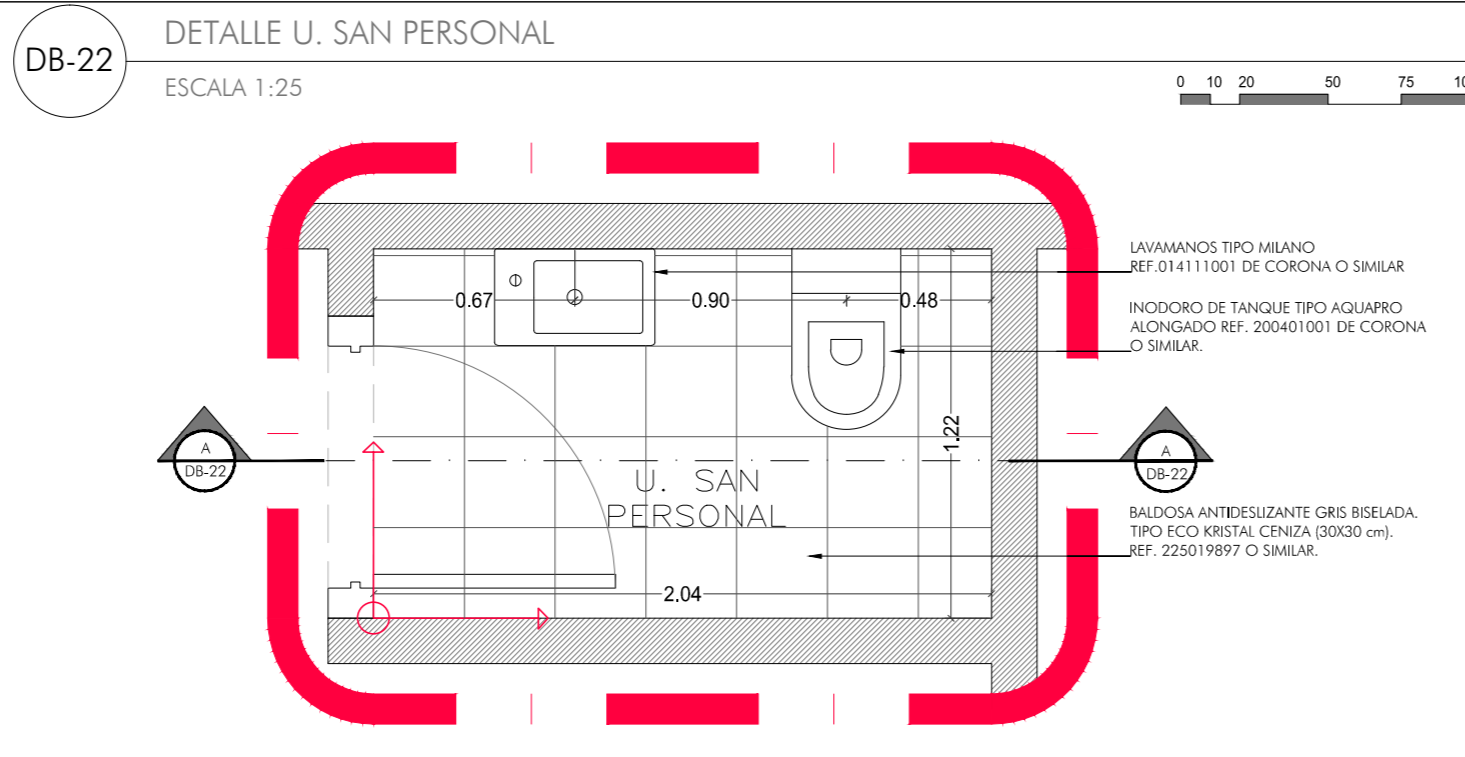 DB-22
DETALLE U. SAN PERSONAL
ESCALA 1:25
0 10 20 50 75
LAVAMANOS TIPO MILANO
REF.014111001 DE CORONA O SIMILAR
0.67 0.90 0.48
INODORO DE TANQUE TIPO AQUAPRO
ALONGADO REF. 200401001 DE CORONA
O SIMILAR.
1.22
A
DB-22
U. SAN
PERSONAL
A
DB-22
BALDOSA ANTIDESLIZANTE GRIS BISELADA.
TIPO ECO KRISTAL CENIZA (30X30 cm).
REF. 225019897 O SIMILAR.
2.04